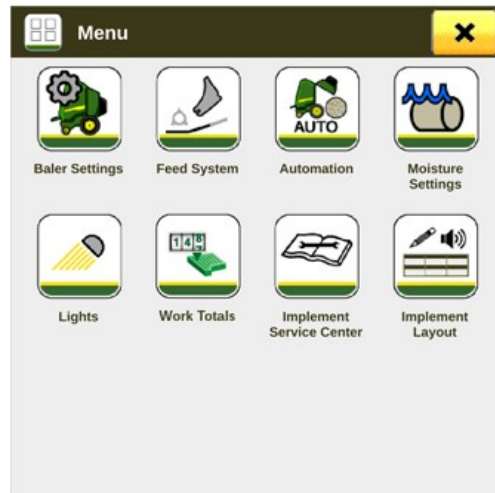 Menu
Baler Settings
Feed System
AUTO
Automation
Moisture
Settings
Lights
148
Work Totals
Implement
Service Center
Implement
Layout